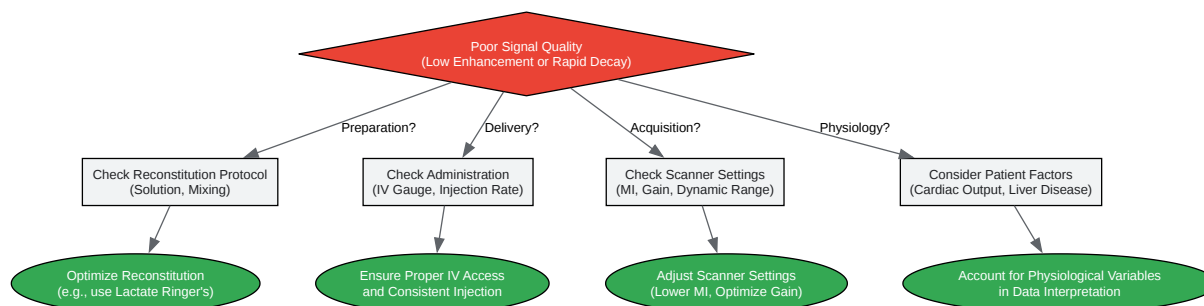 Poor Signal Quality
(Low Enhancement or Rapid Decay)
Preparation?
Delivery?
Acquisition?
Physiology?
Check Reconstitution Protocol
(Solution, Mixing)
Check Administration
(IV Gauge, Injection Rate)
Check Scanner Settings
(MI, Gain, Dynamic Range)
Consider Patient Factors
(Cardiac Output, Liver Disease)
Optimize Reconstitution
(e.g., use Lactate Ringer's)
Ensure Proper IV Access
and Consistent Injection
Adjust Scanner Settings
(Lower MI, Optimize Gain)
Account for Physiological Variables
in Data Interpretation